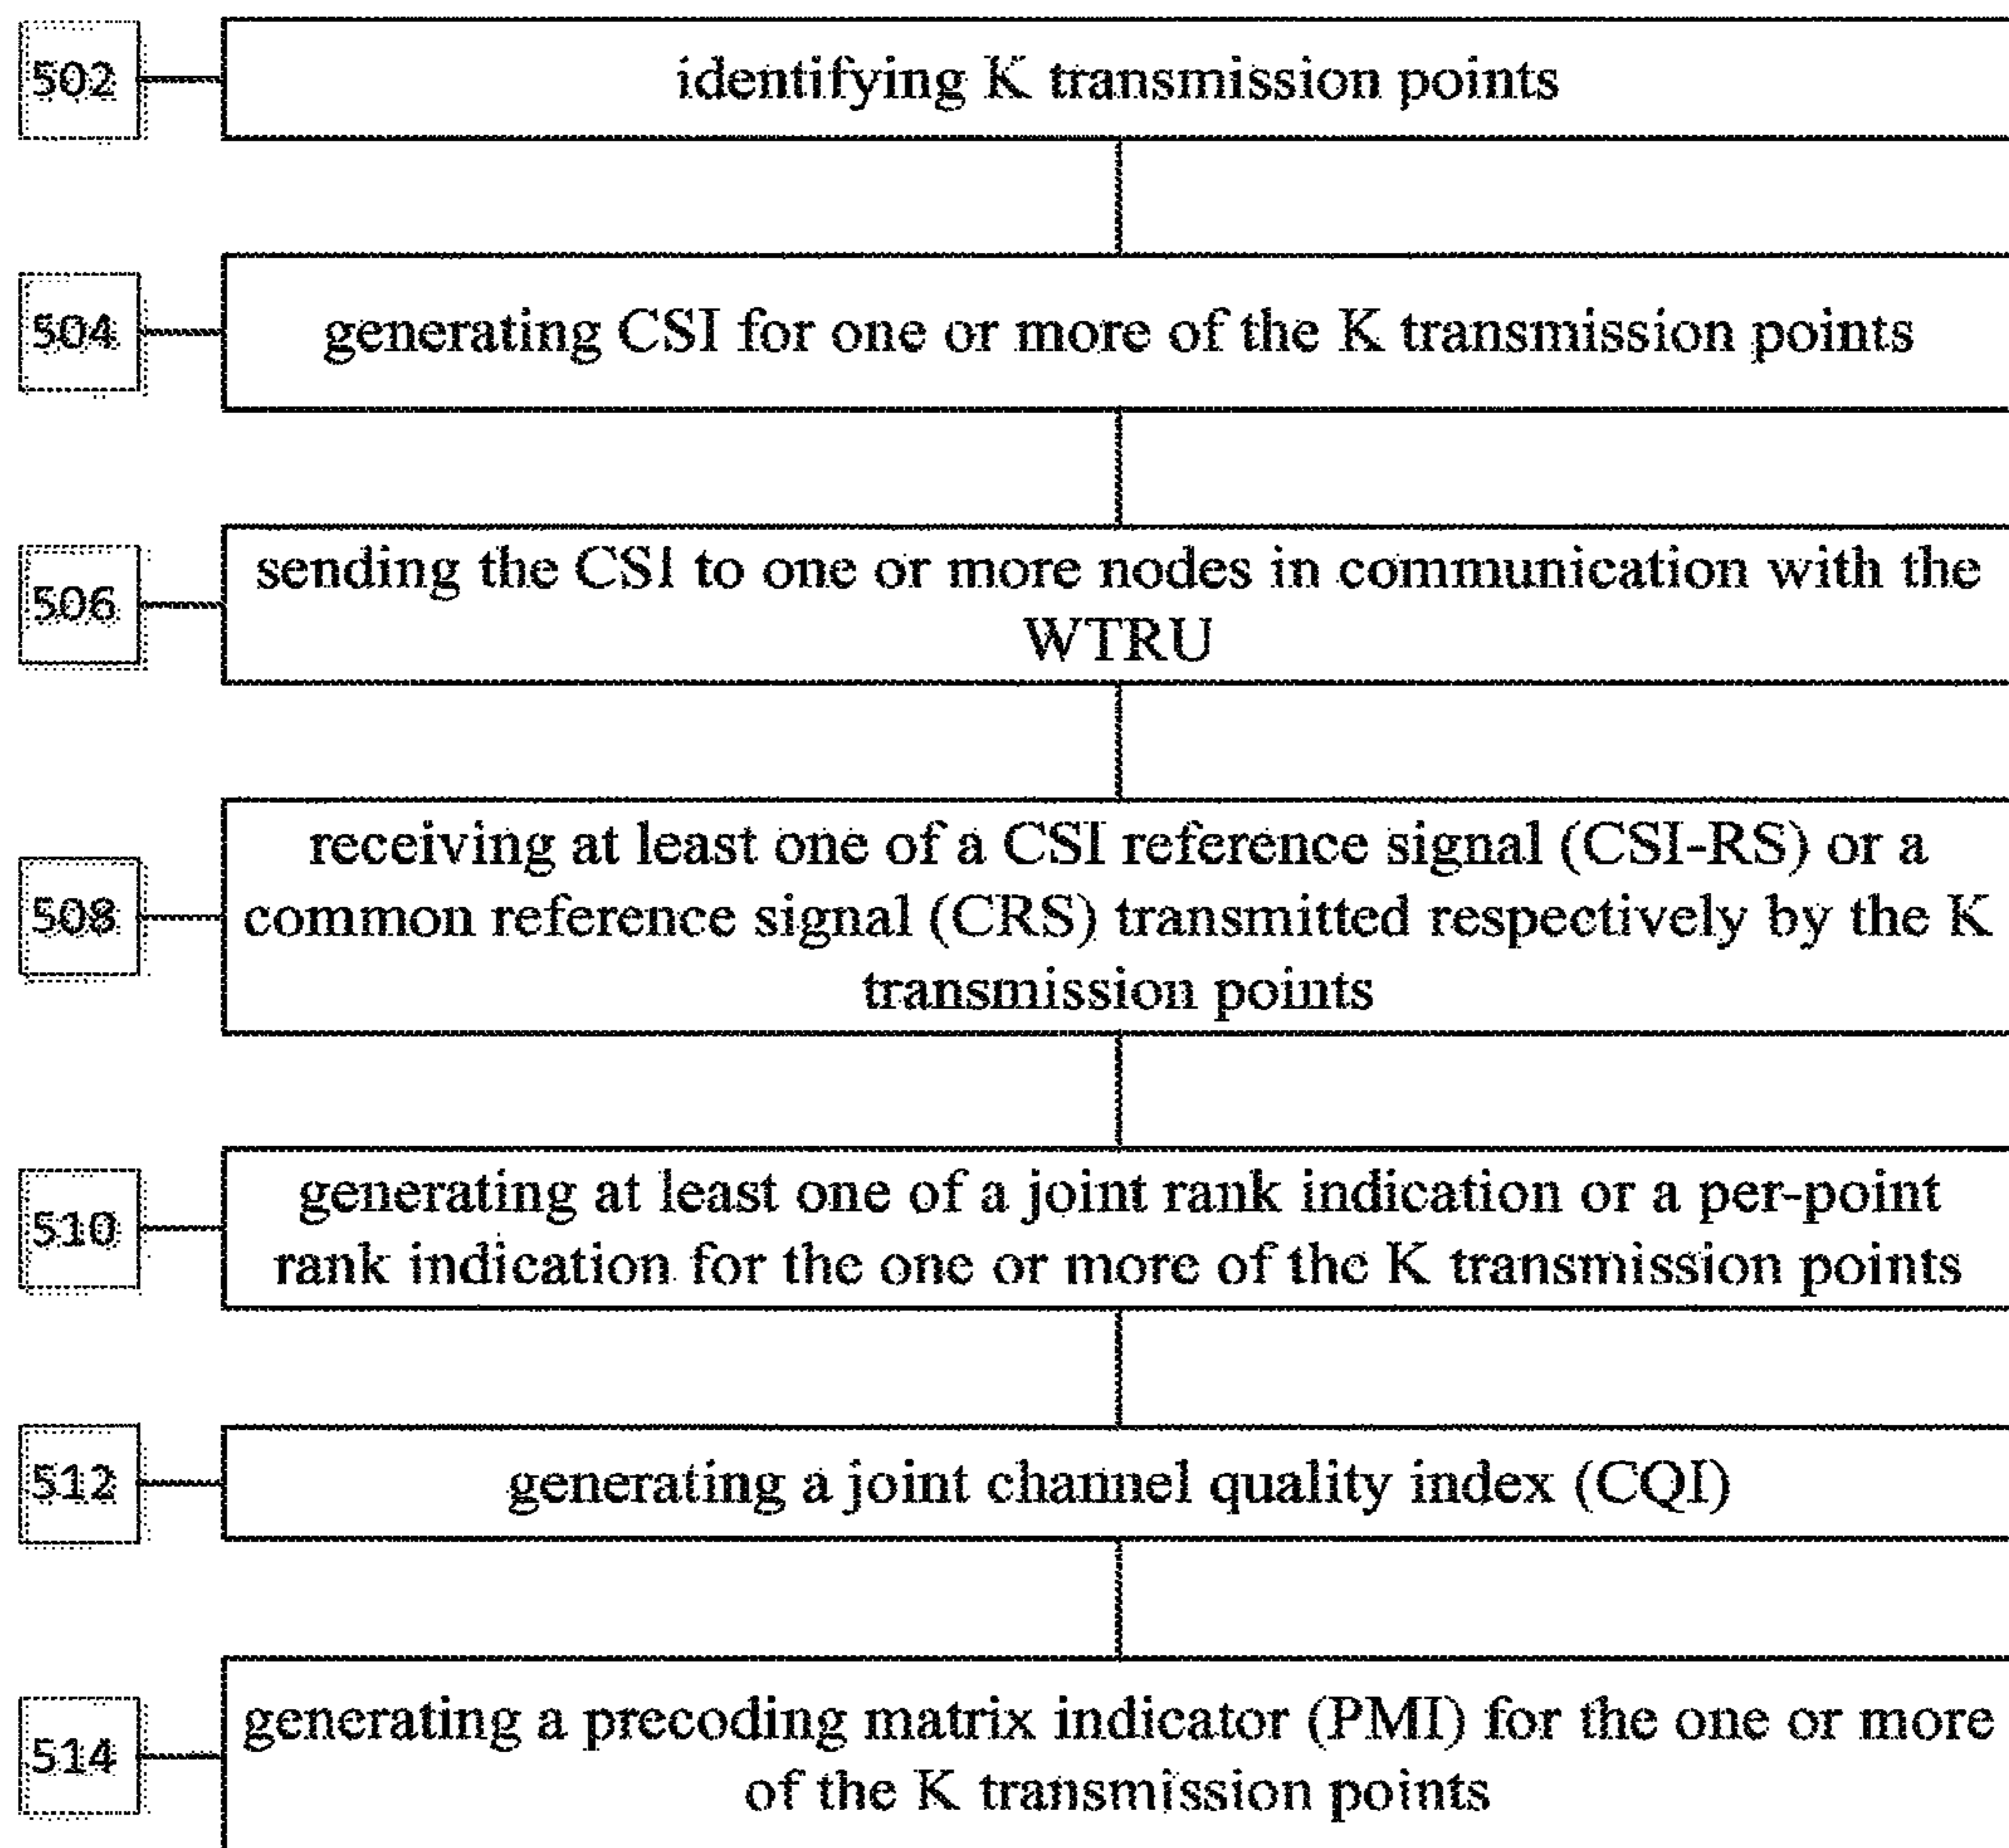 502
identifying K transmission points
504
generating CSI for one or more of the K transmission points
506
sending the CSI to one or more nodes in communication with the
WTRU
508
receiving at least one of a CSI reference signal (CSI-RS) or a
common reference signal (CRS) transmitted respectively by the K
transmission points
510
generating at least one of a joint rank indication or a per-point
rank indication for the one or more of the K transmission points
512
generating a joint channel quality index (CQI)
514
generating a precoding matrix indicator (PMI) for the one or more
of the K transmission points